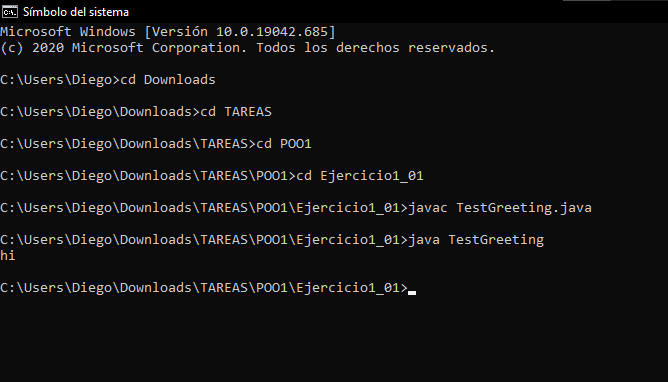 Símbolo del sistema
Microsoft Windows [Versión 10.0.19042.685]
(c) 2020 Microsoft Corporation. Todos los derechos reservados.
C:\Users\Diego>cd Downloads
C:\Users\Diego\Downloads>cd TAREAS
C:\Users\Diego\Downloads\TAREAS>cd POO1
C:\Users\Diego\Downloads\TAREAS\POO1>cd Ejercicio1_01
C:\Users\Diego\Downloads\TAREAS\POO1\Ejercicio1_01>javac TestGreeting.java
C:\Users\Diego\Downloads\TAREAS\POO1\Ejercicio1_01>java TestGreeting
hi
C:\Users\Diego\Downloads\TAREAS\POO1\Ejercicio1_01>